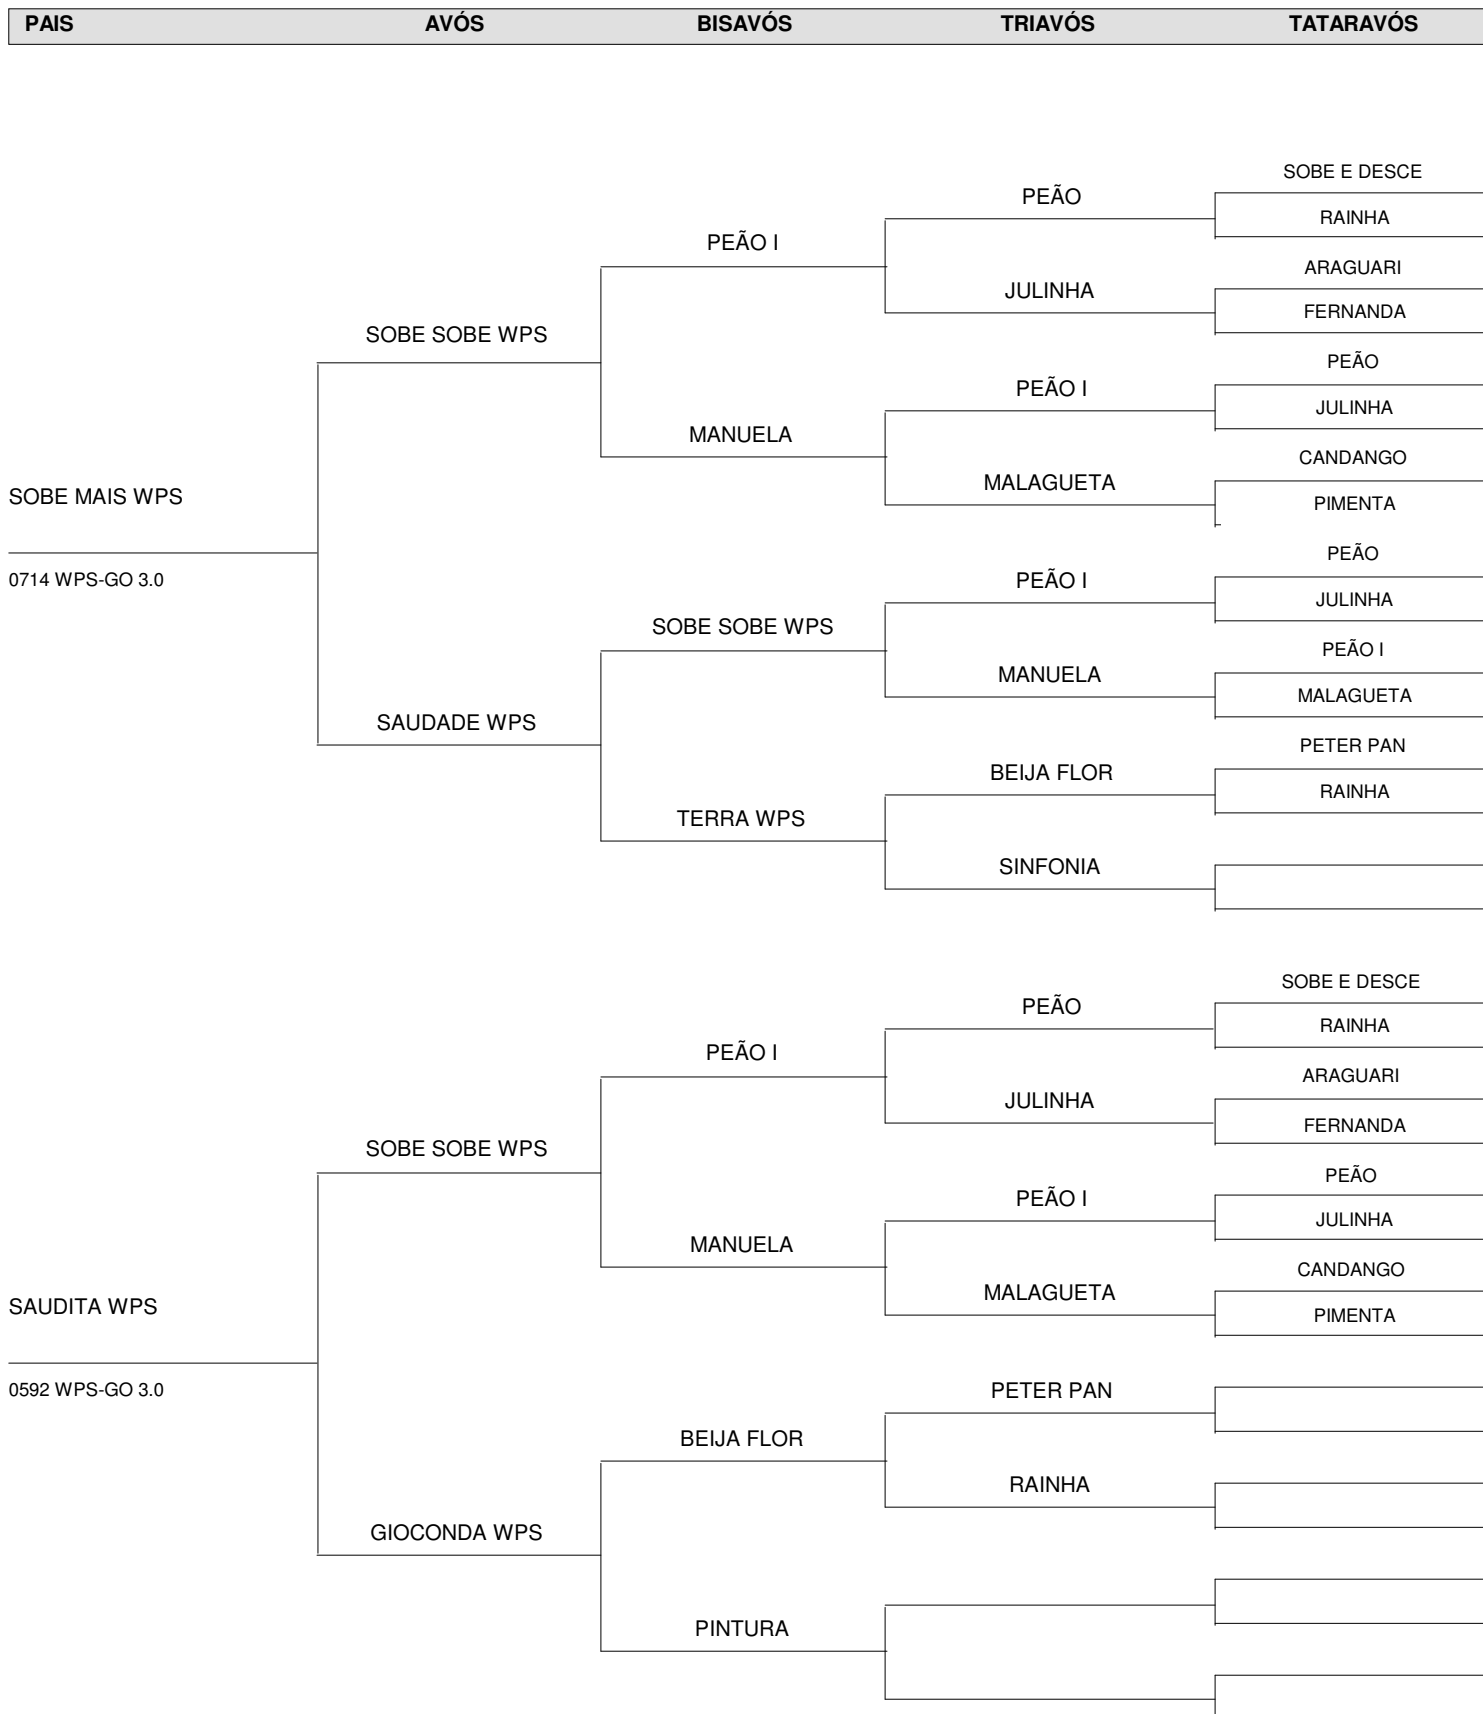 PAIS AVÓS BISAVÓS TRIAVÓS TATARAVÓS
SOBE E DESCE
PEÃO
RAINHA
PEÃO I
ARAGUARI
JULINHA
FERNANDA
SOBE SOBE WPS
PEÃO
PEÃO I
JULINHA
MANUELA
CANDANGO
MALAGUETA
SOBE MAIS WPS
PIMENTA
PEÃO
0714 WPS-GO 3.0
PEÃO I
JULINHA
SOBE SOBE WPS
PEÃO I
MANUELA
MALAGUETA
SAUDADE WPS
PETER PAN
BEIJA FLOR
RAINHA
TERRA WPS
SINFONIA
SOBE E DESCE
PEÃO
RAINHA
PEÃO I
ARAGUARI
JULINHA
FERNANDA
SOBE SOBE WPS
PEÃO
PEÃO I
JULINHA
MANUELA
CANDANGO
MALAGUETA
SAUDITA WPS
PIMENTA
0592 WPS-GO 3.0
PETER PAN
BEIJA FLOR
RAINHA
GIOCONDA WPS
PINTURA